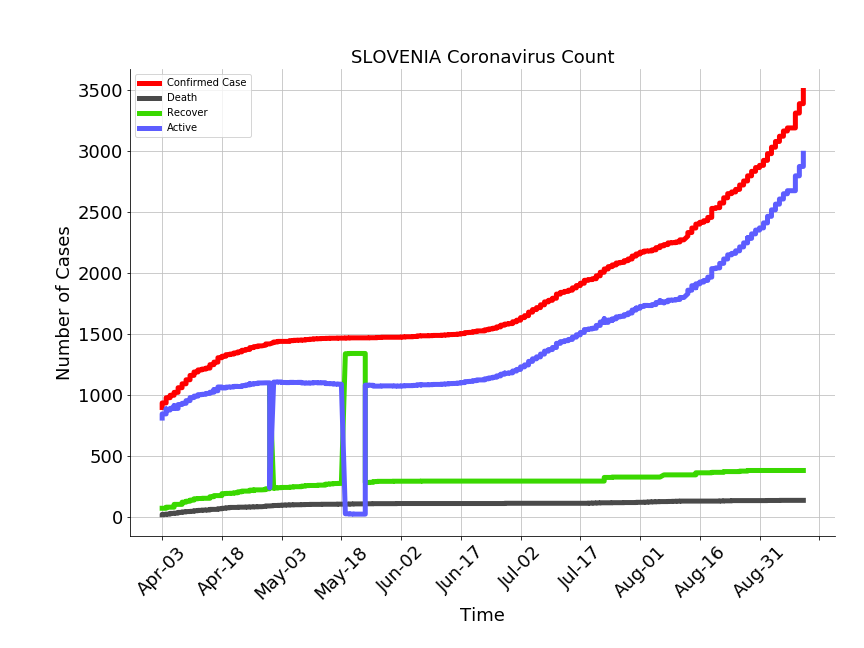 SLOVENIA Coronavirus Count
Confirmed Case
Death
Recover
Active
Number of Cases
3500
3000
2500
2000
1500
1000
500
0
Apr-03
Apr-18
May-03
May-18
Jun-02
Jun-17
Jul-02
Jul-17
Aug-01
Aug-16
Aug-31
Time